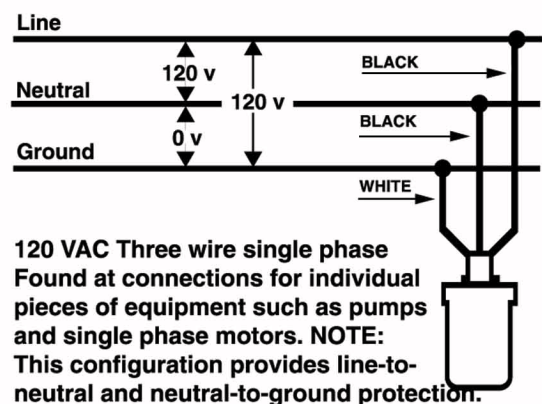 Line
120 v
BLACK
Neutral
120 v
BLACK
0 v
Ground
WHITE
120 VAC Three wire single phase
Found at connections for individual
pieces of equipment such as pumps
and single phase motors. NOTE:
This configuration provides line-to-
neutral and neutral-to-ground protection.